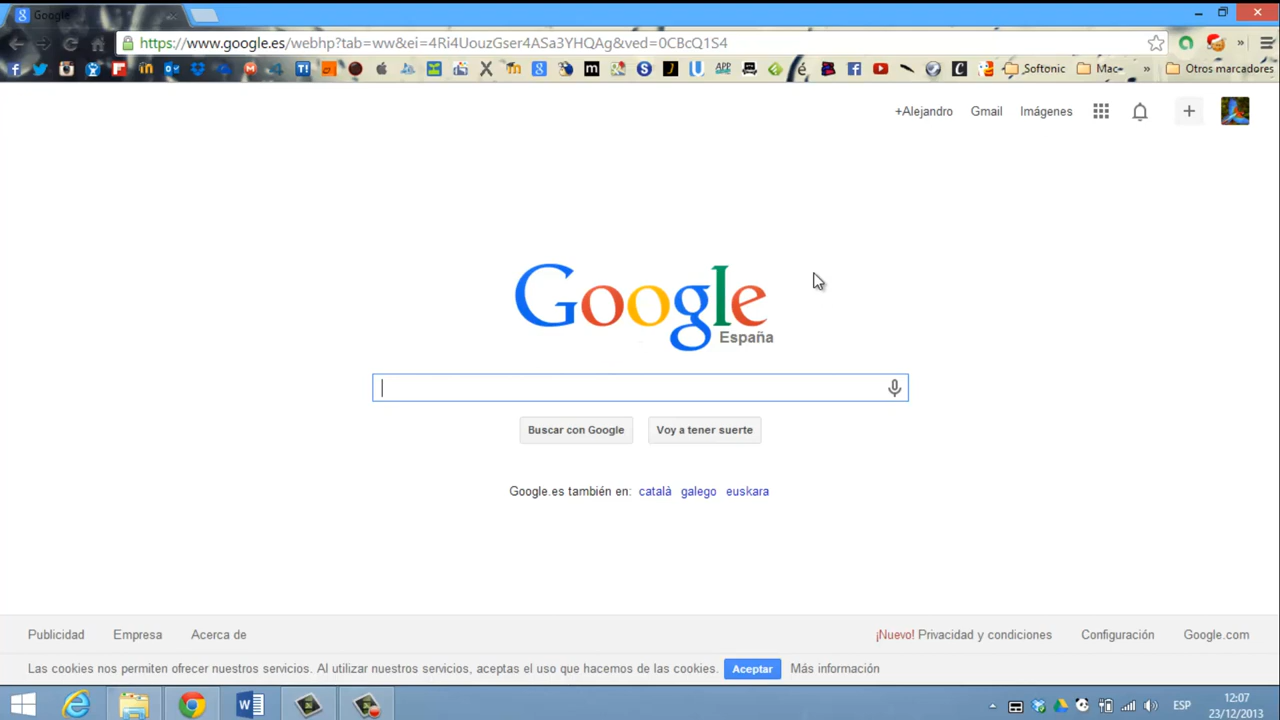 Google
https://www.google.es/webhp?tab=ww&ei=4Ri4UouzGser4ASa3YHQAg&ved=0CBcQ1S4
Softonic
Mac
»
Otros marcadores
+Alejandro Gmail Imágenes
Google
España
Buscar con Google Voy a tener suerte
Google.es también en: català galego euskara
Publicidad Empresa Acerca de ¡Nuevo! Privacidad y condiciones Configuración Google.com
Las cookies nos permiten ofrecer nuestros servicios. Al utilizar nuestros servicios, aceptas el uso que hacemos de las cookies. Aceptar Más información
ESP
12:07
23/12/2013